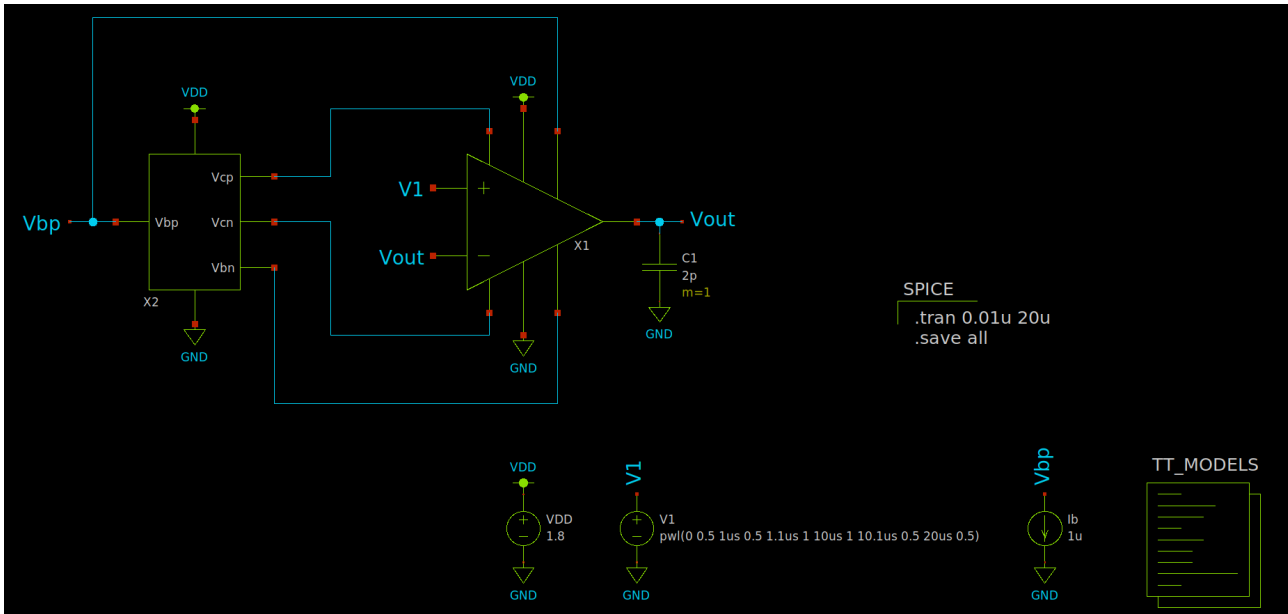 VDD
VDD
Vcp
V1
+
Vbp
Vbp
Vcn
Vout
X1
Vout
−
C1
2p
m=1
Vbn
X2
GND
GND
GND
SPICE
.tran 0.01u 20u
.save all
GND
VDD
V1
Vbp
TT_MODELS
+
−
VDD
1.8
+
−
V1
pwl(0 0.5 1us 0.5 1.1us 1 10us 1 10.1us 0.5 20us 0.5)
Ib
1u
GND
GND
GND